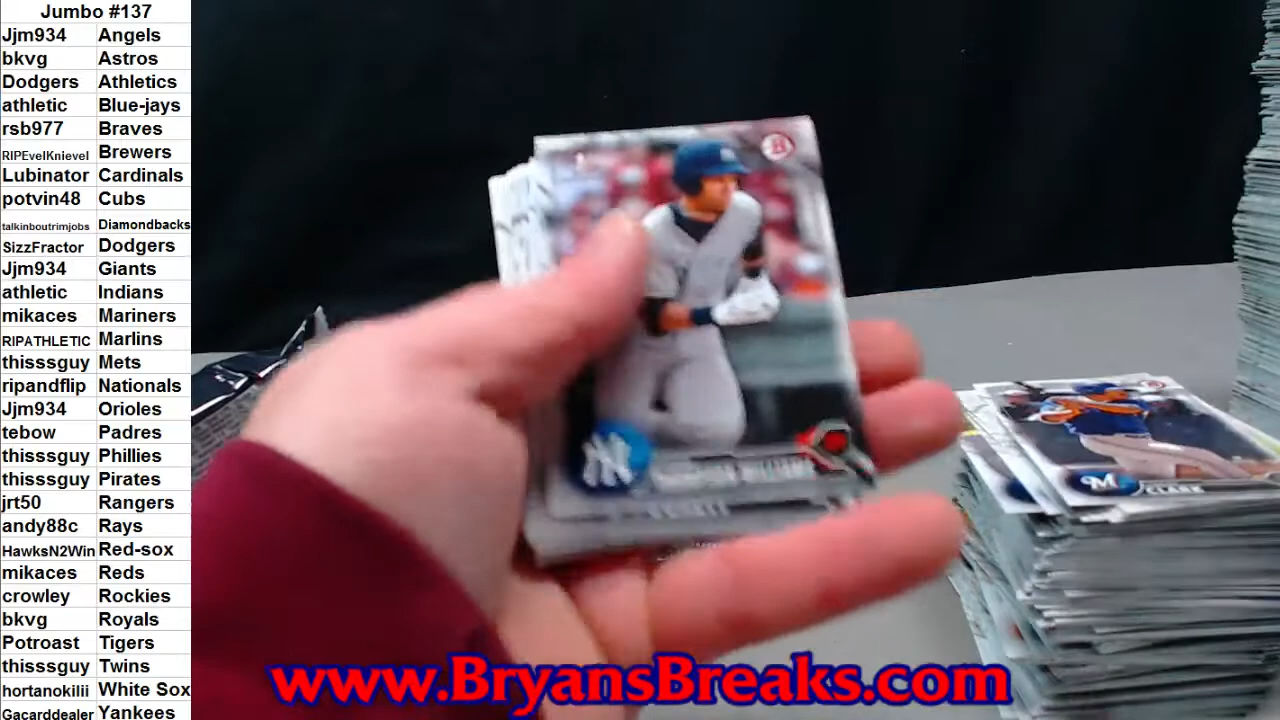 Jumbo #137
Jjm934 Angels
bkvg Astros
Dodgers Athletics
athletic Blue-jays
rsb977 Braves
RIPEvelKnievel Brewers
Lubinator Cardinals
potvin48 Cubs
talkinboutrimjobs Diamondbacks
SizzFractor Dodgers
Jjm934 Giants
athletic Indians
mikaces Mariners
RIPATHLETIC Marlins
thisssguy Mets
ripandflip Nationals
Jjm934 Orioles
tebow Padres
thisssguy Phillies
thisssguy Pirates
jrt50 Rangers
andy88c Rays
HawksN2Win Red-sox
mikaces Reds
crowley Rockies
bkvg Royals
Potroast Tigers
thisssguy Twins
hortanokilii White Sox
Gacarddealer Yankees
B
NY
WILLIAMS
M
CLARK
www.BryansBreaks.com